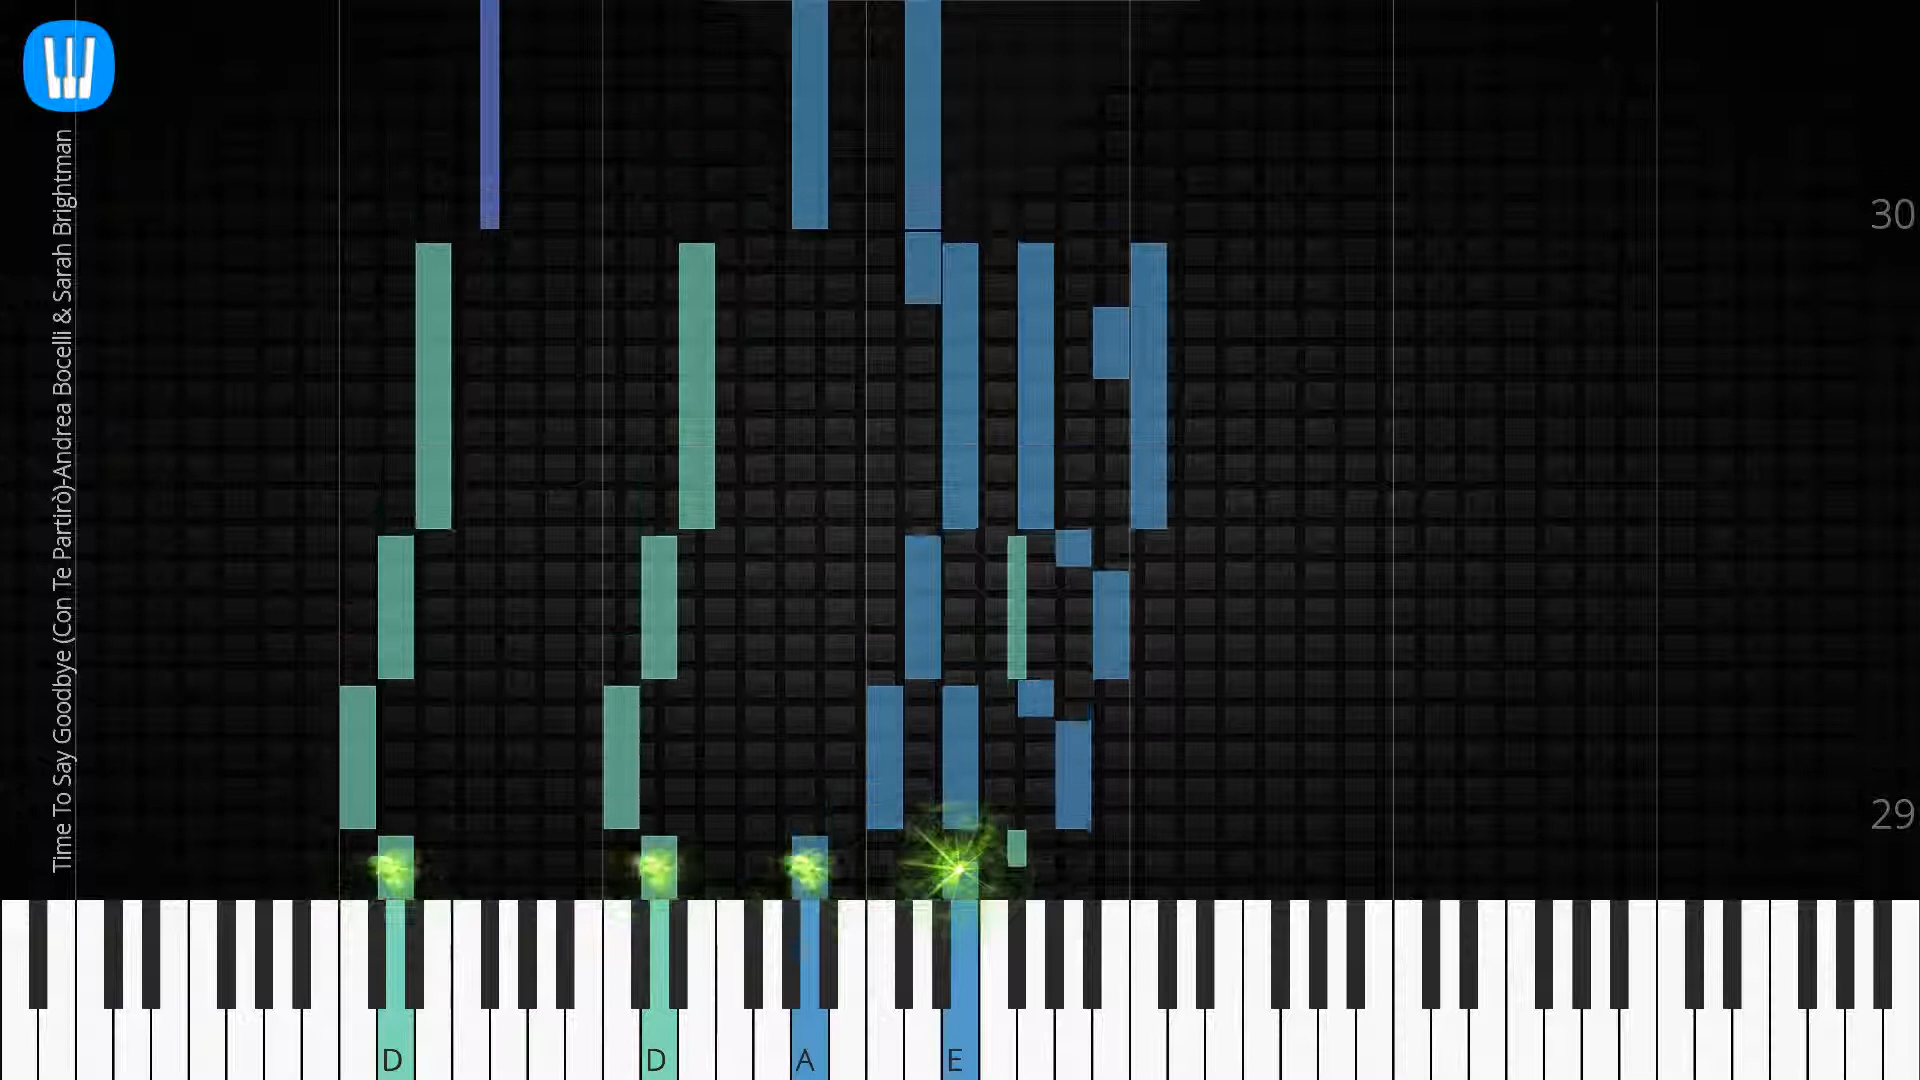 Time To Say Goodbye (Con Te Partirò)-Andrea Bocelli & Sarah Brightman
30
29
D
D
A
E